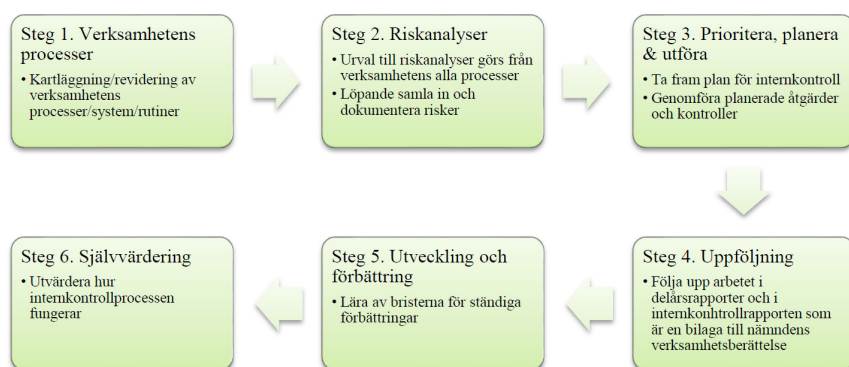 Steg 1. Verksamhetens
processer
• Kartläggning/revidering av
verksamhetens
processer/system/rutiner
Steg 2. Riskanalyser
• Urval till riskanalyser görs från
verksamhetens alla processer
• Löpande samla in och
dokumentera risker
Steg 3. Prioritera, planera
& utföra
• Ta fram plan för internkontroll
• Genomföra planerade åtgärder
och kontroller
Steg 4. Uppföljning
• Följa upp arbetet i
delårsrapporter och i
internkonhtrollrapporten som
är en bilaga till nämndens
verksamhetsberättelse
Steg 5. Utveckling och
förbättring
• Lära av bristerna för ständiga
förbättringar
Steg 6. Självvärdering
• Utvärdera hur
internkontrollprocessen
fungerar